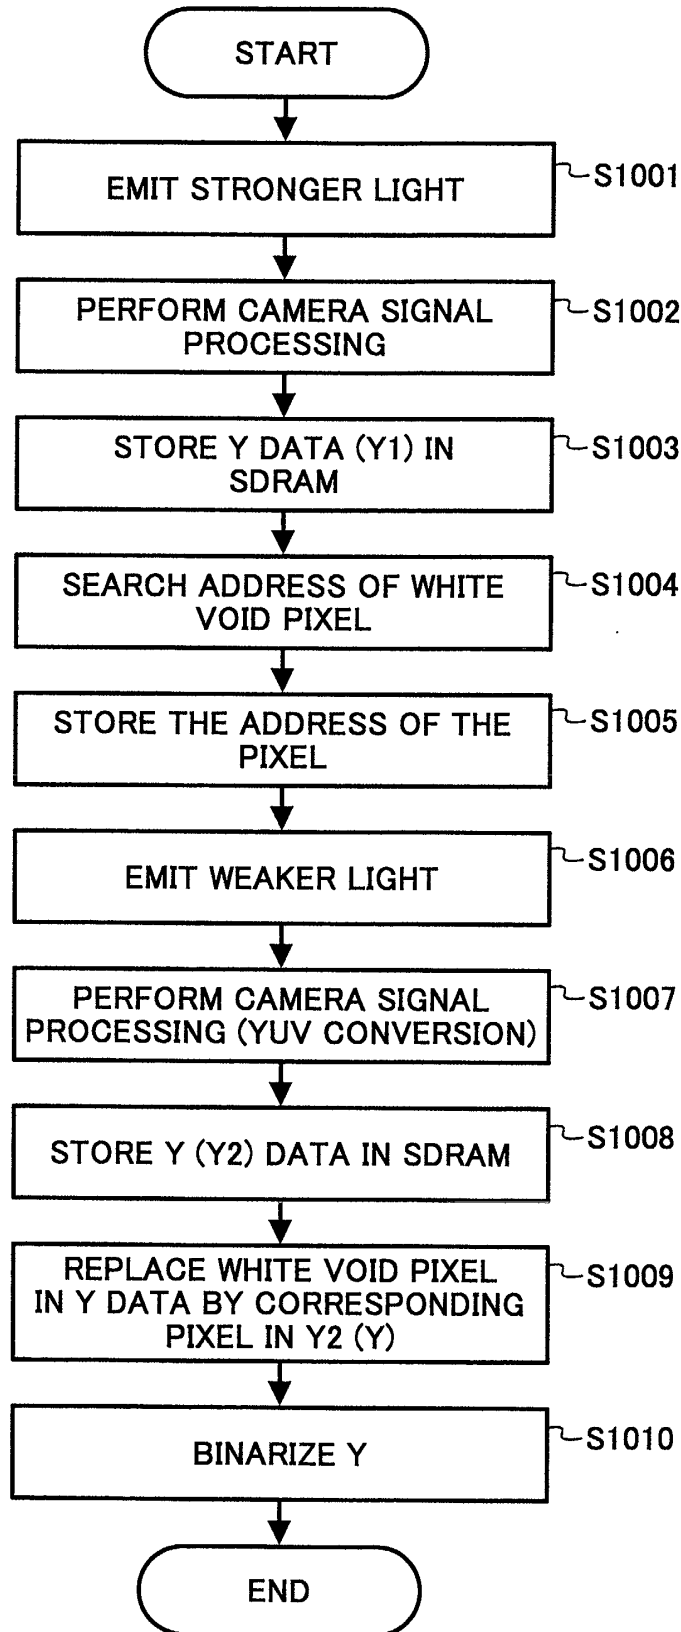 START
EMIT STRONGER LIGHT
S1001
PERFORM CAMERA SIGNAL
PROCESSING
S1002
STORE Y DATA (Y1) IN
SDRAM
S1003
SEARCH ADDRESS OF WHITE
VOID PIXEL
S1004
STORE THE ADDRESS OF THE
PIXEL
S1005
EMIT WEAKER LIGHT
S1006
PERFORM CAMERA SIGNAL
PROCESSING (YUV CONVERSION)
S1007
STORE Y (Y2) DATA IN SDRAM
S1008
REPLACE WHITE VOID PIXEL
IN Y DATA BY CORRESPONDING
PIXEL IN Y2 (Y)
S1009
BINARIZE Y
S1010
END